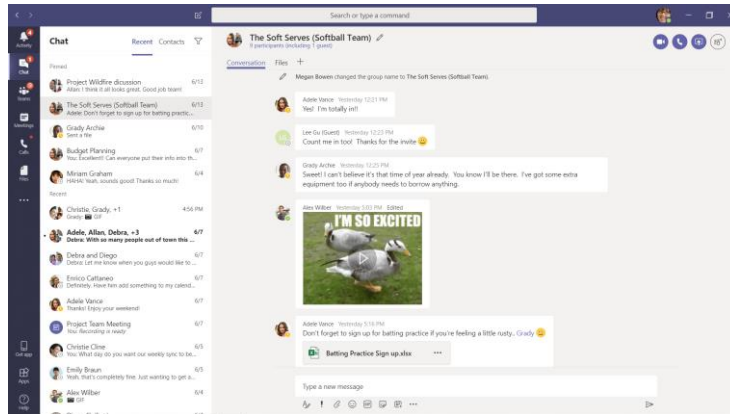 Search or type a command
Activity
Chat
Teams
Meetings
Calls
Files
Get app
Apps
Help
Chat
Recent Contacts
Pinned
Project Wildfire dicussion 6/13
Allan: I think it all looks great. Good job team!
The Soft Serves (Softball Team) 6/13
Adele: Don't forget to sign up for batting practic...
Grady Archie 6/10
Sent a file
Budget Planning 6/7
You: Excellent!! Can everyone put their info into th...
Miriam Graham 6/4
HAHA! Yeah, sounds good! Thanks so much!
Recent
Christie, Grady, +1 4:56 PM
Grady: GIF
Adele, Allan, Debra, +3 6/7
Debra: With so many people out of town this ...
Debra and Diego 6/7
Debra: Let me know when you guys would like to ...
Enrico Cattaneo 6/7
Definitely. Have him add something to my calend...
Adele Vance 6/7
Thanks! Enjoy your weekend!
Project Team Meeting 6/7
You: Recording is ready
Christie Cline 6/5
You: What day do you want our weekly sync to be...
Emily Braun 6/5
Yeah, that's completely fine. Just wanting to get a...
Alex Wilber 6/4
GIF
The Soft Serves (Softball Team)
9 participants (including 1 guest)
Conversation Files +
Megan Bowen changed the group name to The Soft Serves (Softball Team).
Adele Vance Yesterday 12:21 PM
Yes! I'm totally in!!
Lee Gu (Guest) Yesterday 12:23 PM
Count me in too! Thanks for the invite 😀
Grady Archie Yesterday 12:25 PM
Sweet! I can't believe it's that time of year already. You know I'll be there. I've got some extra
equipment too if anybody needs to borrow anything.
Alex Wilber Yesterday 5:03 PM Edited
I'M SO EXCITED
Adele Vance Yesterday 5:18 PM
Don't forget to sign up for batting practice if you're feeling a little rusty.. Grady 😊
Batting Practice Sign up.xlsx
Type a new message